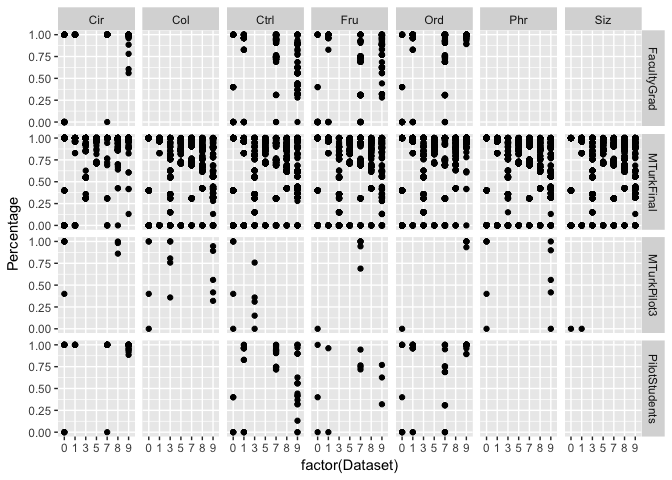 Cir Col Ctrl Fru Ord Phr Siz
1.00
0.75
0.50
0.25
0.00
FacultyGrad
1.00
0.75
0.50
0.25
0.00
MTurkFinal
1.00
0.75
0.50
0.25
0.00
MTurkPilot3
1.00
0.75
0.50
0.25
0.00
PilotStudents
Percentage
0 1 3 5 7 8 9 0 1 3 5 7 8 9 0 1 3 5 7 8 9 0 1 3 5 7 8 9 0 1 3 5 7 8 9 0 1 3 5 7 8 9 0 1 3 5 7 8 9
factor(Dataset)